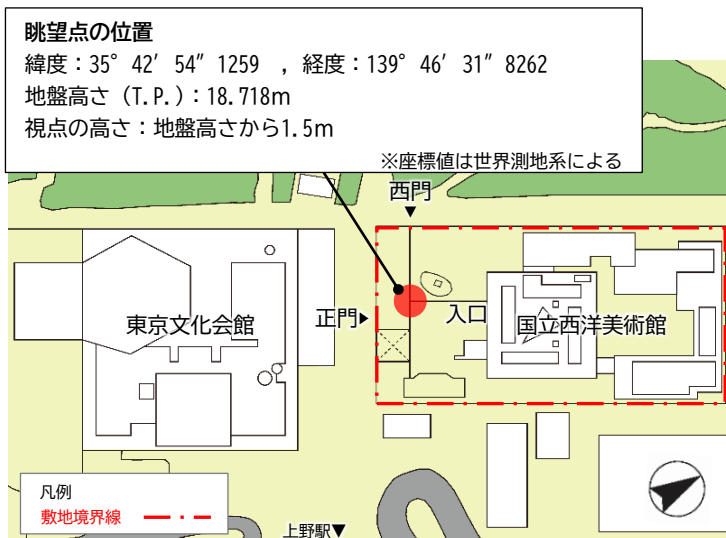 眺望点の位置
緯度：35° 42′ 54″ 1259 ，経度：139° 46′ 31″ 8262
地盤高さ（T.P.）：18.718m
視点の高さ：地盤高さから1.5m
※座標値は世界測地系による
西門▼
東京文化会館
正門▶
入口
国立西洋美術館
凡例
敷地境界線
上野駅▼